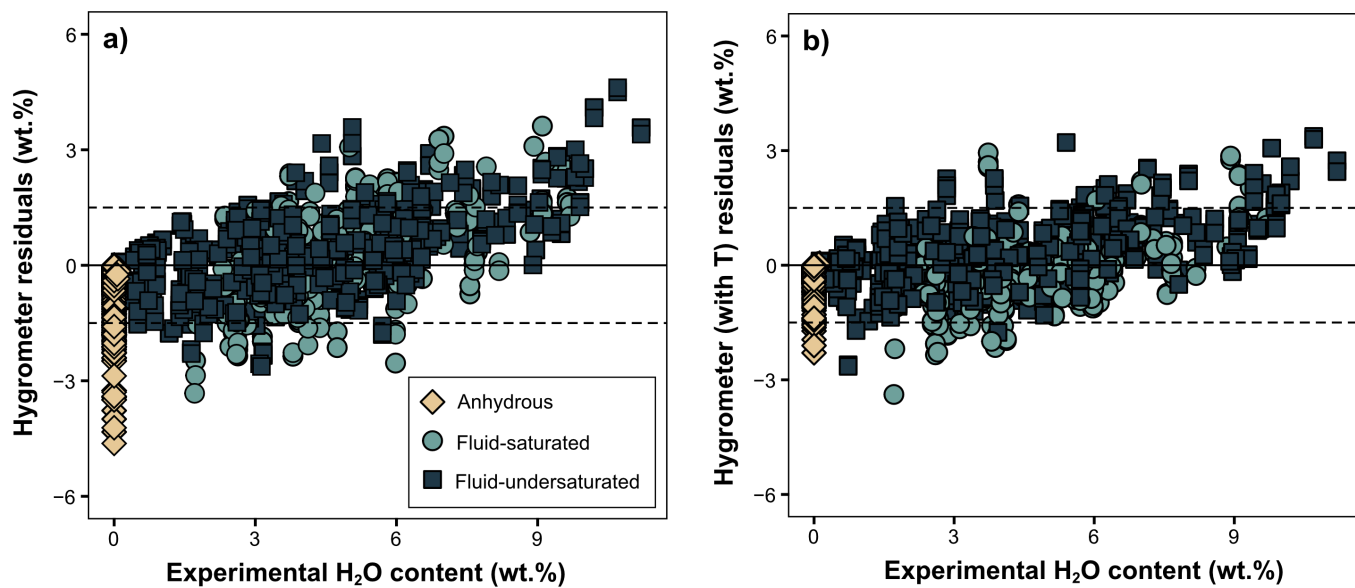 a)
Hygrometer residuals (wt.%)
6
3
0
−3
−6
0 3 6 9
Experimental H₂O content (wt.%)
Anhydrous
Fluid-saturated
Fluid-undersaturated
b)
Hygrometer (with T) residuals (wt.%)
6
3
0
−3
−6
0 3 6 9
Experimental H₂O content (wt.%)